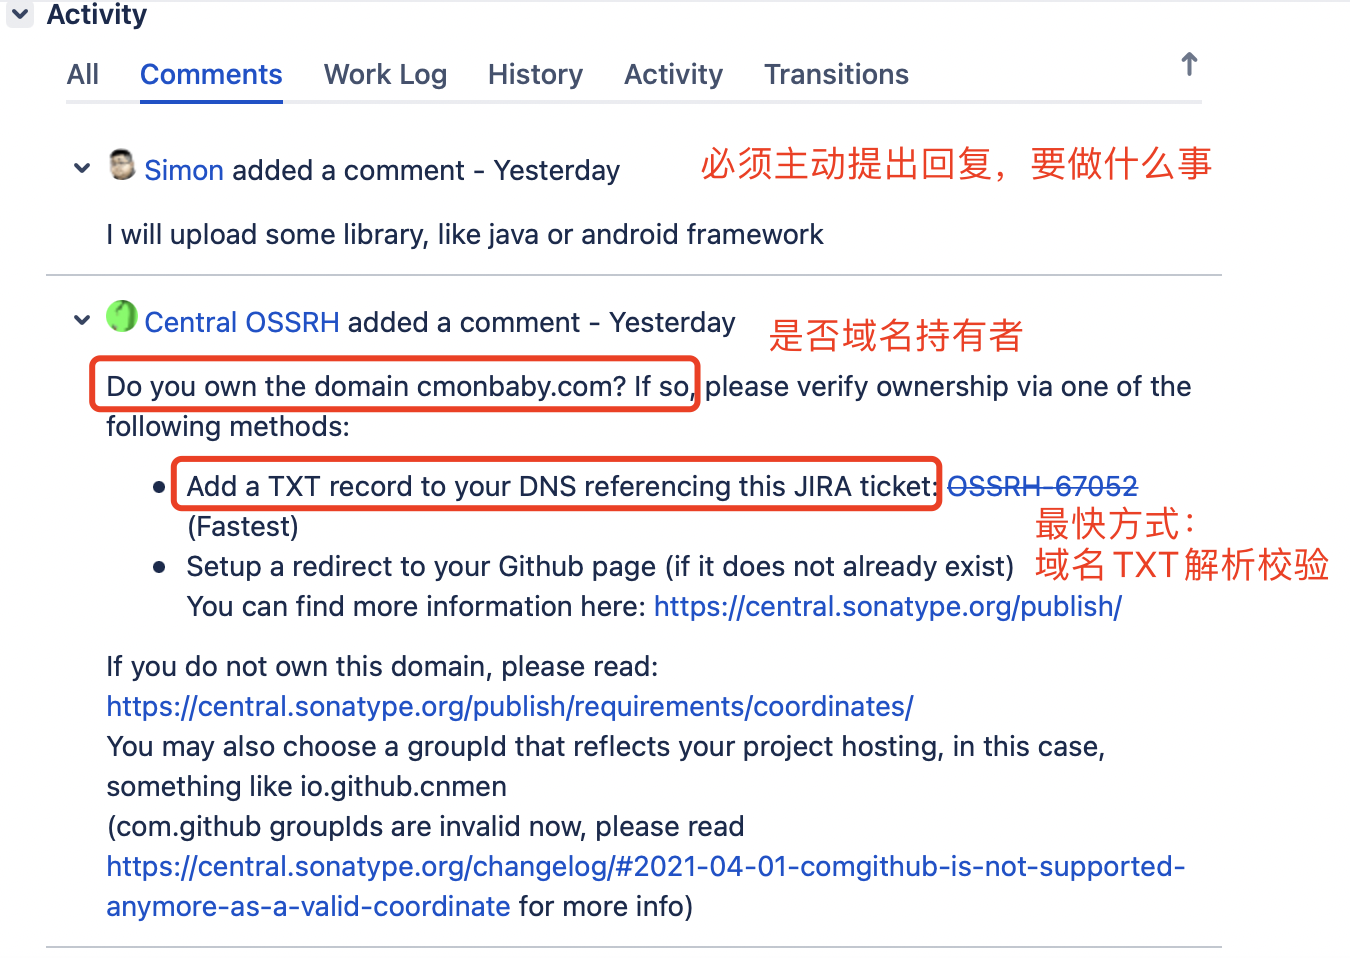 Activity
All Comments Work Log History Activity Transitions
Simon added a comment - Yesterday
必须主动提出回复，要做什么事
I will upload some library, like java or android framework
Central OSSRH added a comment - Yesterday
是否域名持有者
Do you own the domain cmonbaby.com? If so, please verify ownership via one of the
following methods:
Add a TXT record to your DNS referencing this JIRA ticket: OSSRH-67052
(Fastest)
最快方式：
Setup a redirect to your Github page (if it does not already exist)
域名TXT解析校验
You can find more information here: https://central.sonatype.org/publish/
If you do not own this domain, please read:
https://central.sonatype.org/publish/requirements/coordinates/
You may also choose a groupId that reflects your project hosting, in this case,
something like io.github.cnmen
(com.github groupIds are invalid now, please read
https://central.sonatype.org/changelog/#2021-04-01-comgithub-is-not-supported-
anymore-as-a-valid-coordinate for more info)